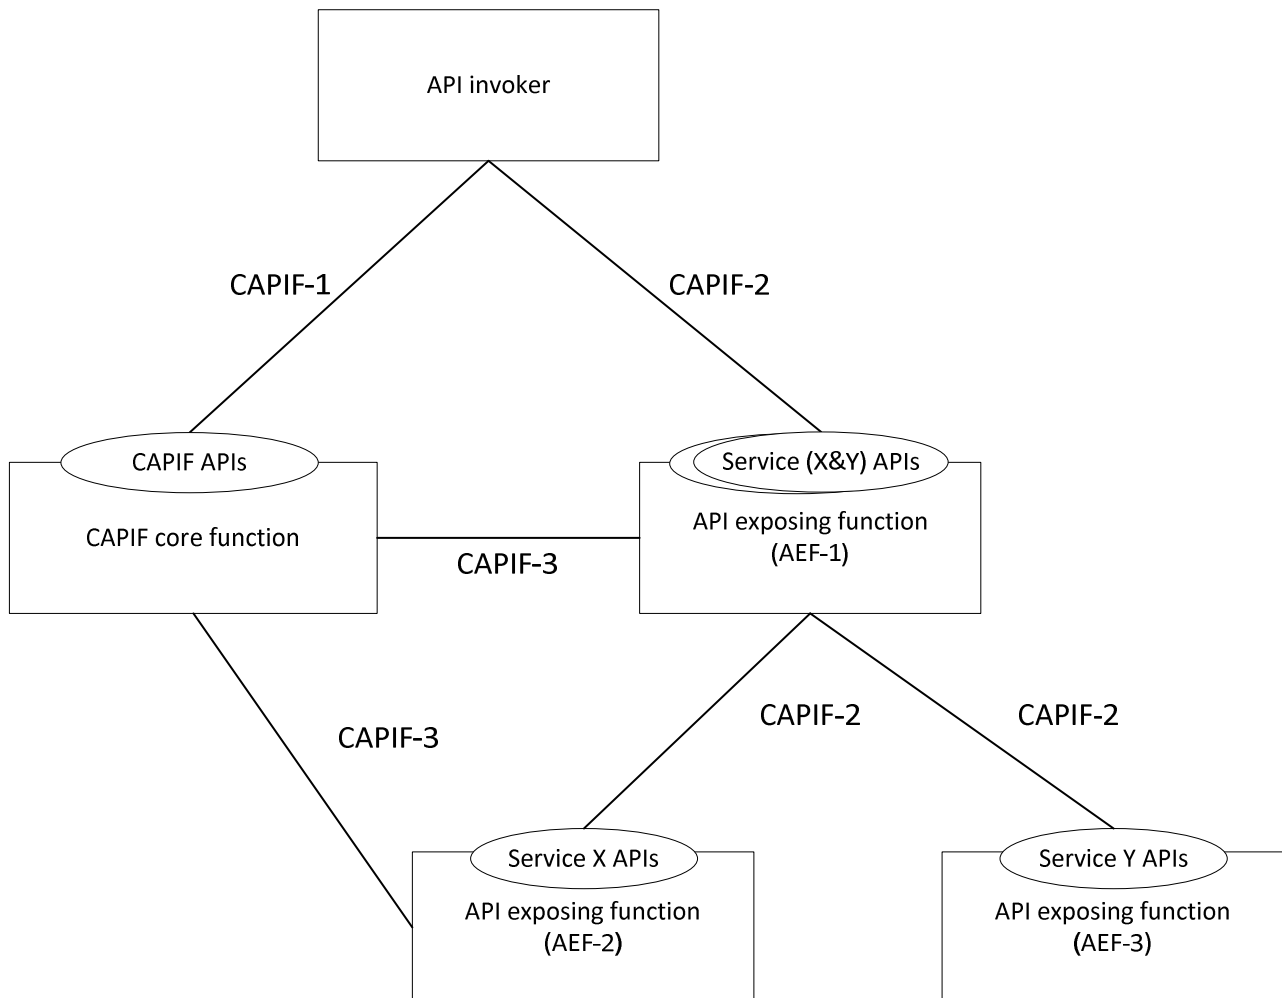 API invoker
CAPIF-1
CAPIF-2
CAPIF APIs
Service (X&Y) APIs
CAPIF core function
API exposing function
(AEF-1)
CAPIF-3
CAPIF-3
CAPIF-2
CAPIF-2
Service X APIs
Service Y APIs
API exposing function
(AEF-2)
API exposing function
(AEF-3)